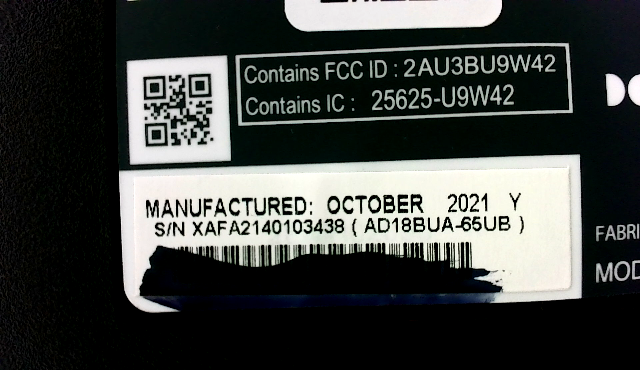 Contains FCC ID : 2AU3BU9W42
Contains IC : 25625-U9W42
MANUFACTURED: OCTOBER 2021 Y
S/N XAFA2140103438 ( AD18BUA-65UB )
FABRI
MOD